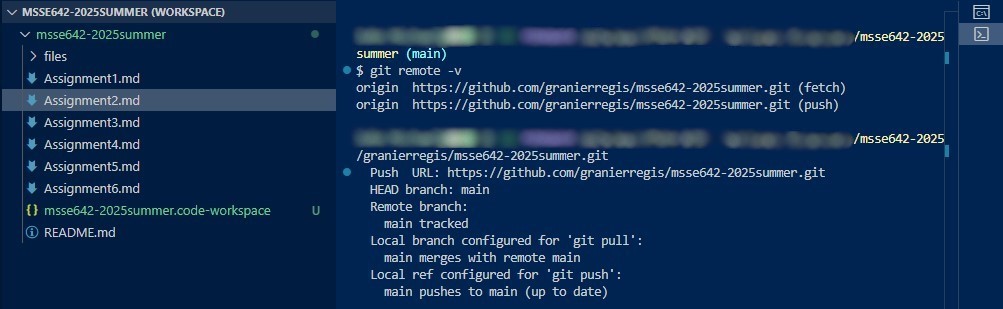 MSSE642-2025SUMMER (WORKSPACE)
msse642-2025summer
files
Assignment1.md
Assignment2.md
Assignment3.md
Assignment4.md
Assignment5.md
Assignment6.md
{} msse642-2025summer.code-workspace U
README.md
/msse642-2025
summer (main)
$ git remote -v
origin  https://github.com/granierregis/msse642-2025summer.git (fetch)
origin  https://github.com/granierregis/msse642-2025summer.git (push)
/msse642-2025
/granierregis/msse642-2025summer.git
  Push  URL: https://github.com/granierregis/msse642-2025summer.git
  HEAD branch: main
  Remote branch:
    main tracked
  Local branch configured for 'git pull':
    main merges with remote main
  Local ref configured for 'git push':
    main pushes to main (up to date)